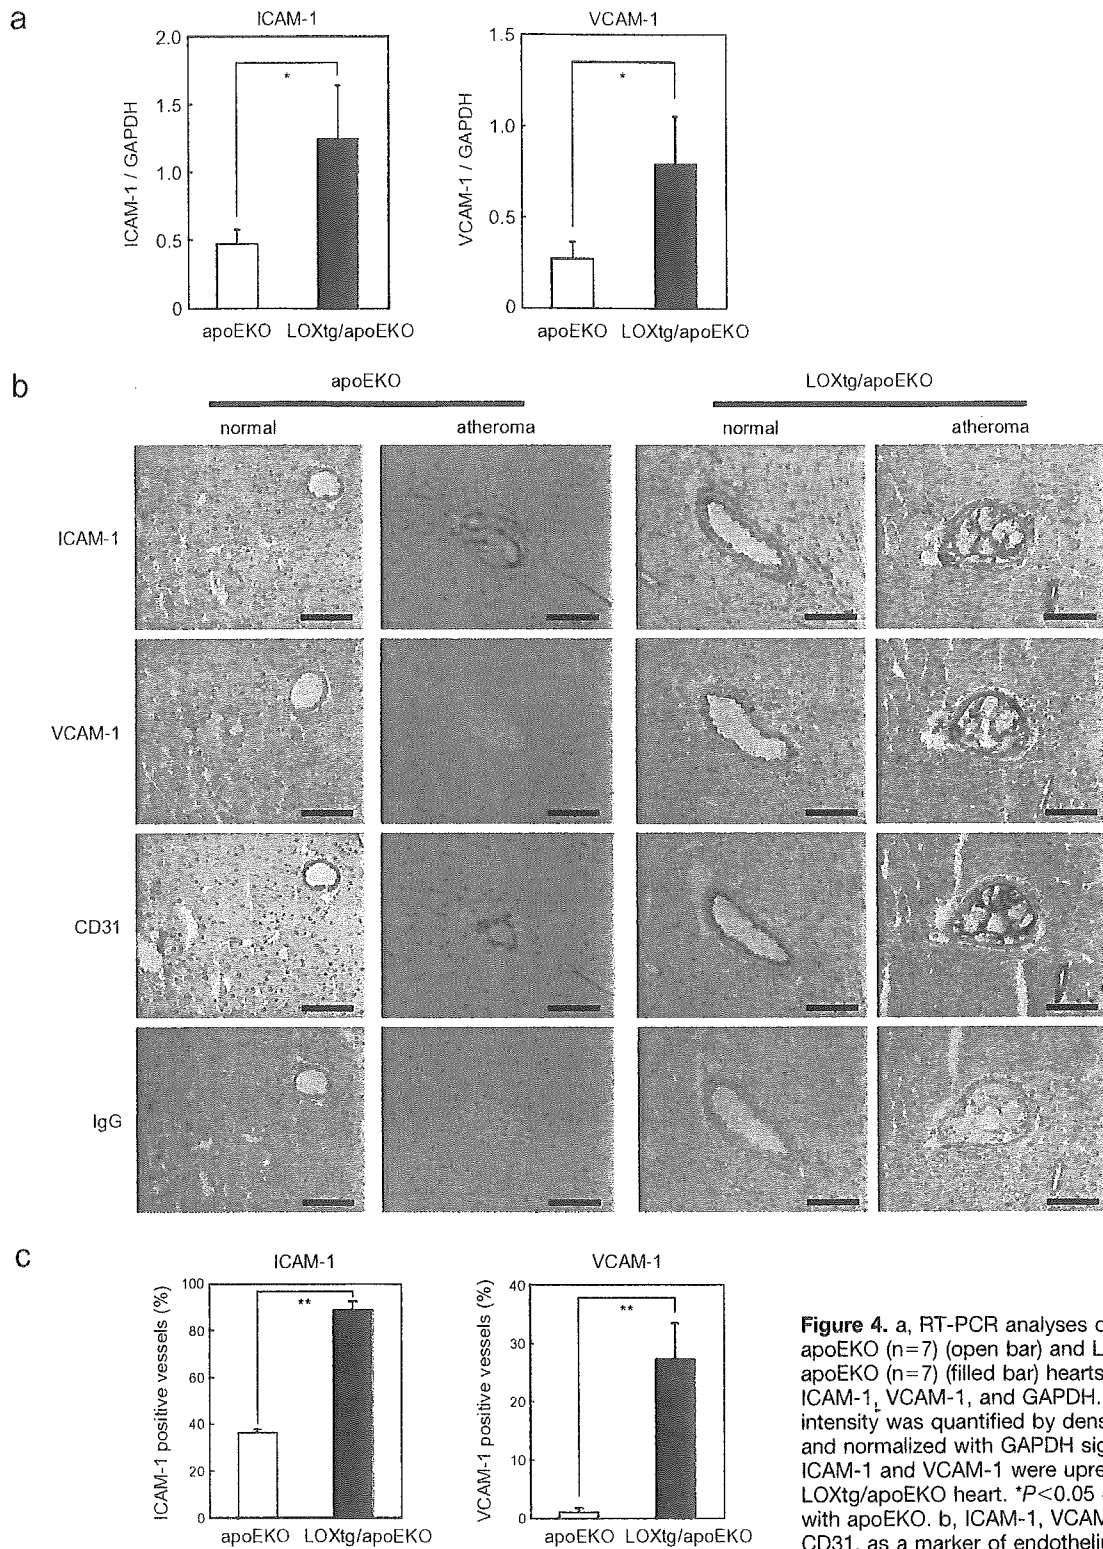 a
ICAM-1
VCAM-1
2.0
1.5
1.0
0.5
0
ICAM-1 / GAPDH
*
apoEKO LOXtg/apoEKO
1.5
1.0
0.5
0
VCAM-1 / GAPDH
*
apoEKO LOXtg/apoEKO
b
apoEKO
LOXtg/apoEKO
normal
atheroma
normal
atheroma
ICAM-1
VCAM-1
CD31
IgG
c
ICAM-1
VCAM-1
100
80
60
40
20
0
ICAM-1 positive vessels (%)
**
apoEKO LOXtg/apoEKO
40
30
20
10
0
VCAM-1 positive vessels (%)
**
apoEKO LOXtg/apoEKO
Figure 4. a, RT-PCR analyses
apoEKO (n=7) (open bar) and
apoEKO (n=7) (filled bar) hearts
ICAM-1, VCAM-1, and GAPDH.
intensity was quantified by
and normalized with GAPDH
ICAM-1 and VCAM-1 were
LOXtg/apoEKO heart. *P<0.05
with apoEKO. b, ICAM-1,
CD31, as a marker of